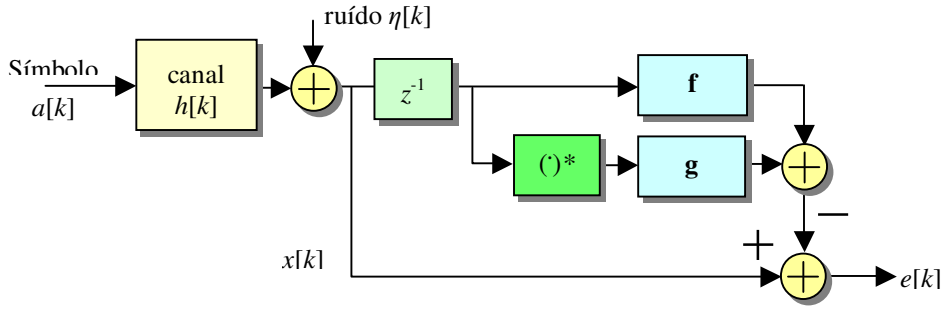 ruído η[k]
Símbolo
a[k]
canal
h[k]
z⁻¹
f
(·)*
g
+
−
x[k]
e[k]